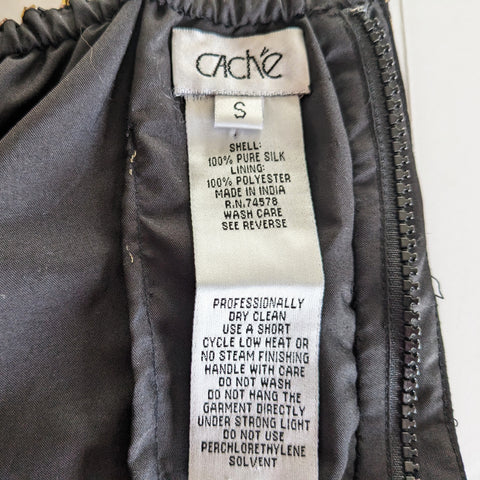 CACHÉ
S
SHELL:
100% PURE SILK
LINING:
100% POLYESTER
MADE IN INDIA
R.N.74578
WASH CARE
SEE REVERSE
PROFESSIONALLY
DRY CLEAN
USE A SHORT
CYCLE LOW HEAT OR
NO STEAM FINISHING
HANDLE WITH CARE
DO NOT WASH
DO NOT HANG THE
GARMENT DIRECTLY
UNDER STRONG LIGHT
DO NOT USE
PERCHLORETHYLENE
SOLVENT